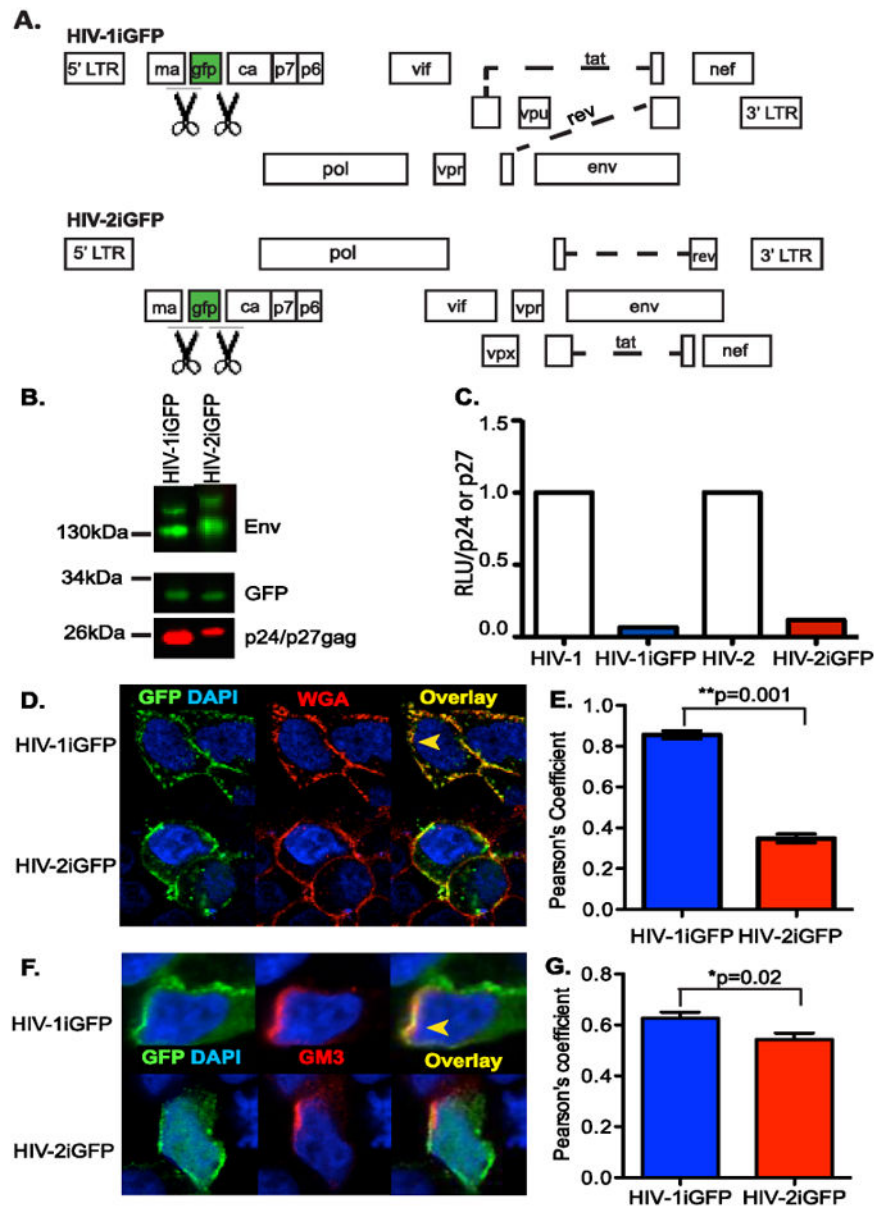 A.
HIV-1iGFP
5' LTR ma gfp ca p7 p6 vif tat nef
vpu rev 3' LTR
pol vpr env
HIV-2iGFP
5' LTR pol rev 3' LTR
ma gfp ca p7 p6 vif vpr env
vpx tat nef
B.
HIV-1iGFP
HIV-2iGFP
130kDa Env
34kDa
GFP
26kDa p24/p27gag
C.
RLU/p24 or p27
1.5
1.0
0.5
0.0
HIV-1 HIV-1iGFP HIV-2 HIV-2iGFP
D.
GFP DAPI WGA Overlay
HIV-1iGFP
HIV-2iGFP
E.
**p=0.001
Pearson's Coefficient
1.0
0.8
0.6
0.4
0.2
0.0
HIV-1iGFP HIV-2iGFP
F.
HIV-1iGFP
GFP DAPI GM3 Overlay
HIV-2iGFP
G.
*p=0.02
Pearson's coefficient
0.8
0.6
0.4
0.2
0.0
HIV-1iGFP HIV-2iGFP